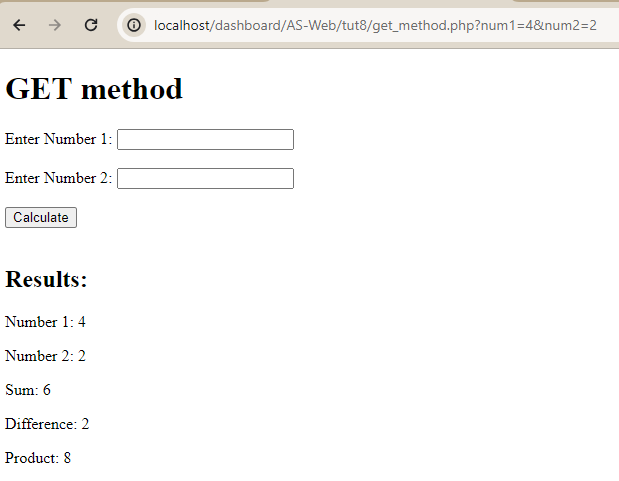 localhost/dashboard/AS-Web/tut8/get_method.php?num1=4&num2=2
GET method
Enter Number 1:
Enter Number 2:
Calculate
Results:
Number 1: 4
Number 2: 2
Sum: 6
Difference: 2
Product: 8